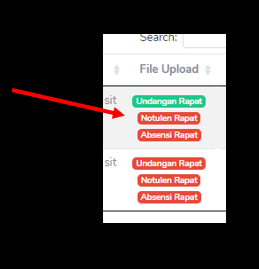 Search:
File Upload
sit
Undangan Rapat
Notulen Rapat
Absensi Rapat
sit
Undangan Rapat
Notulen Rapat
Absensi Rapat